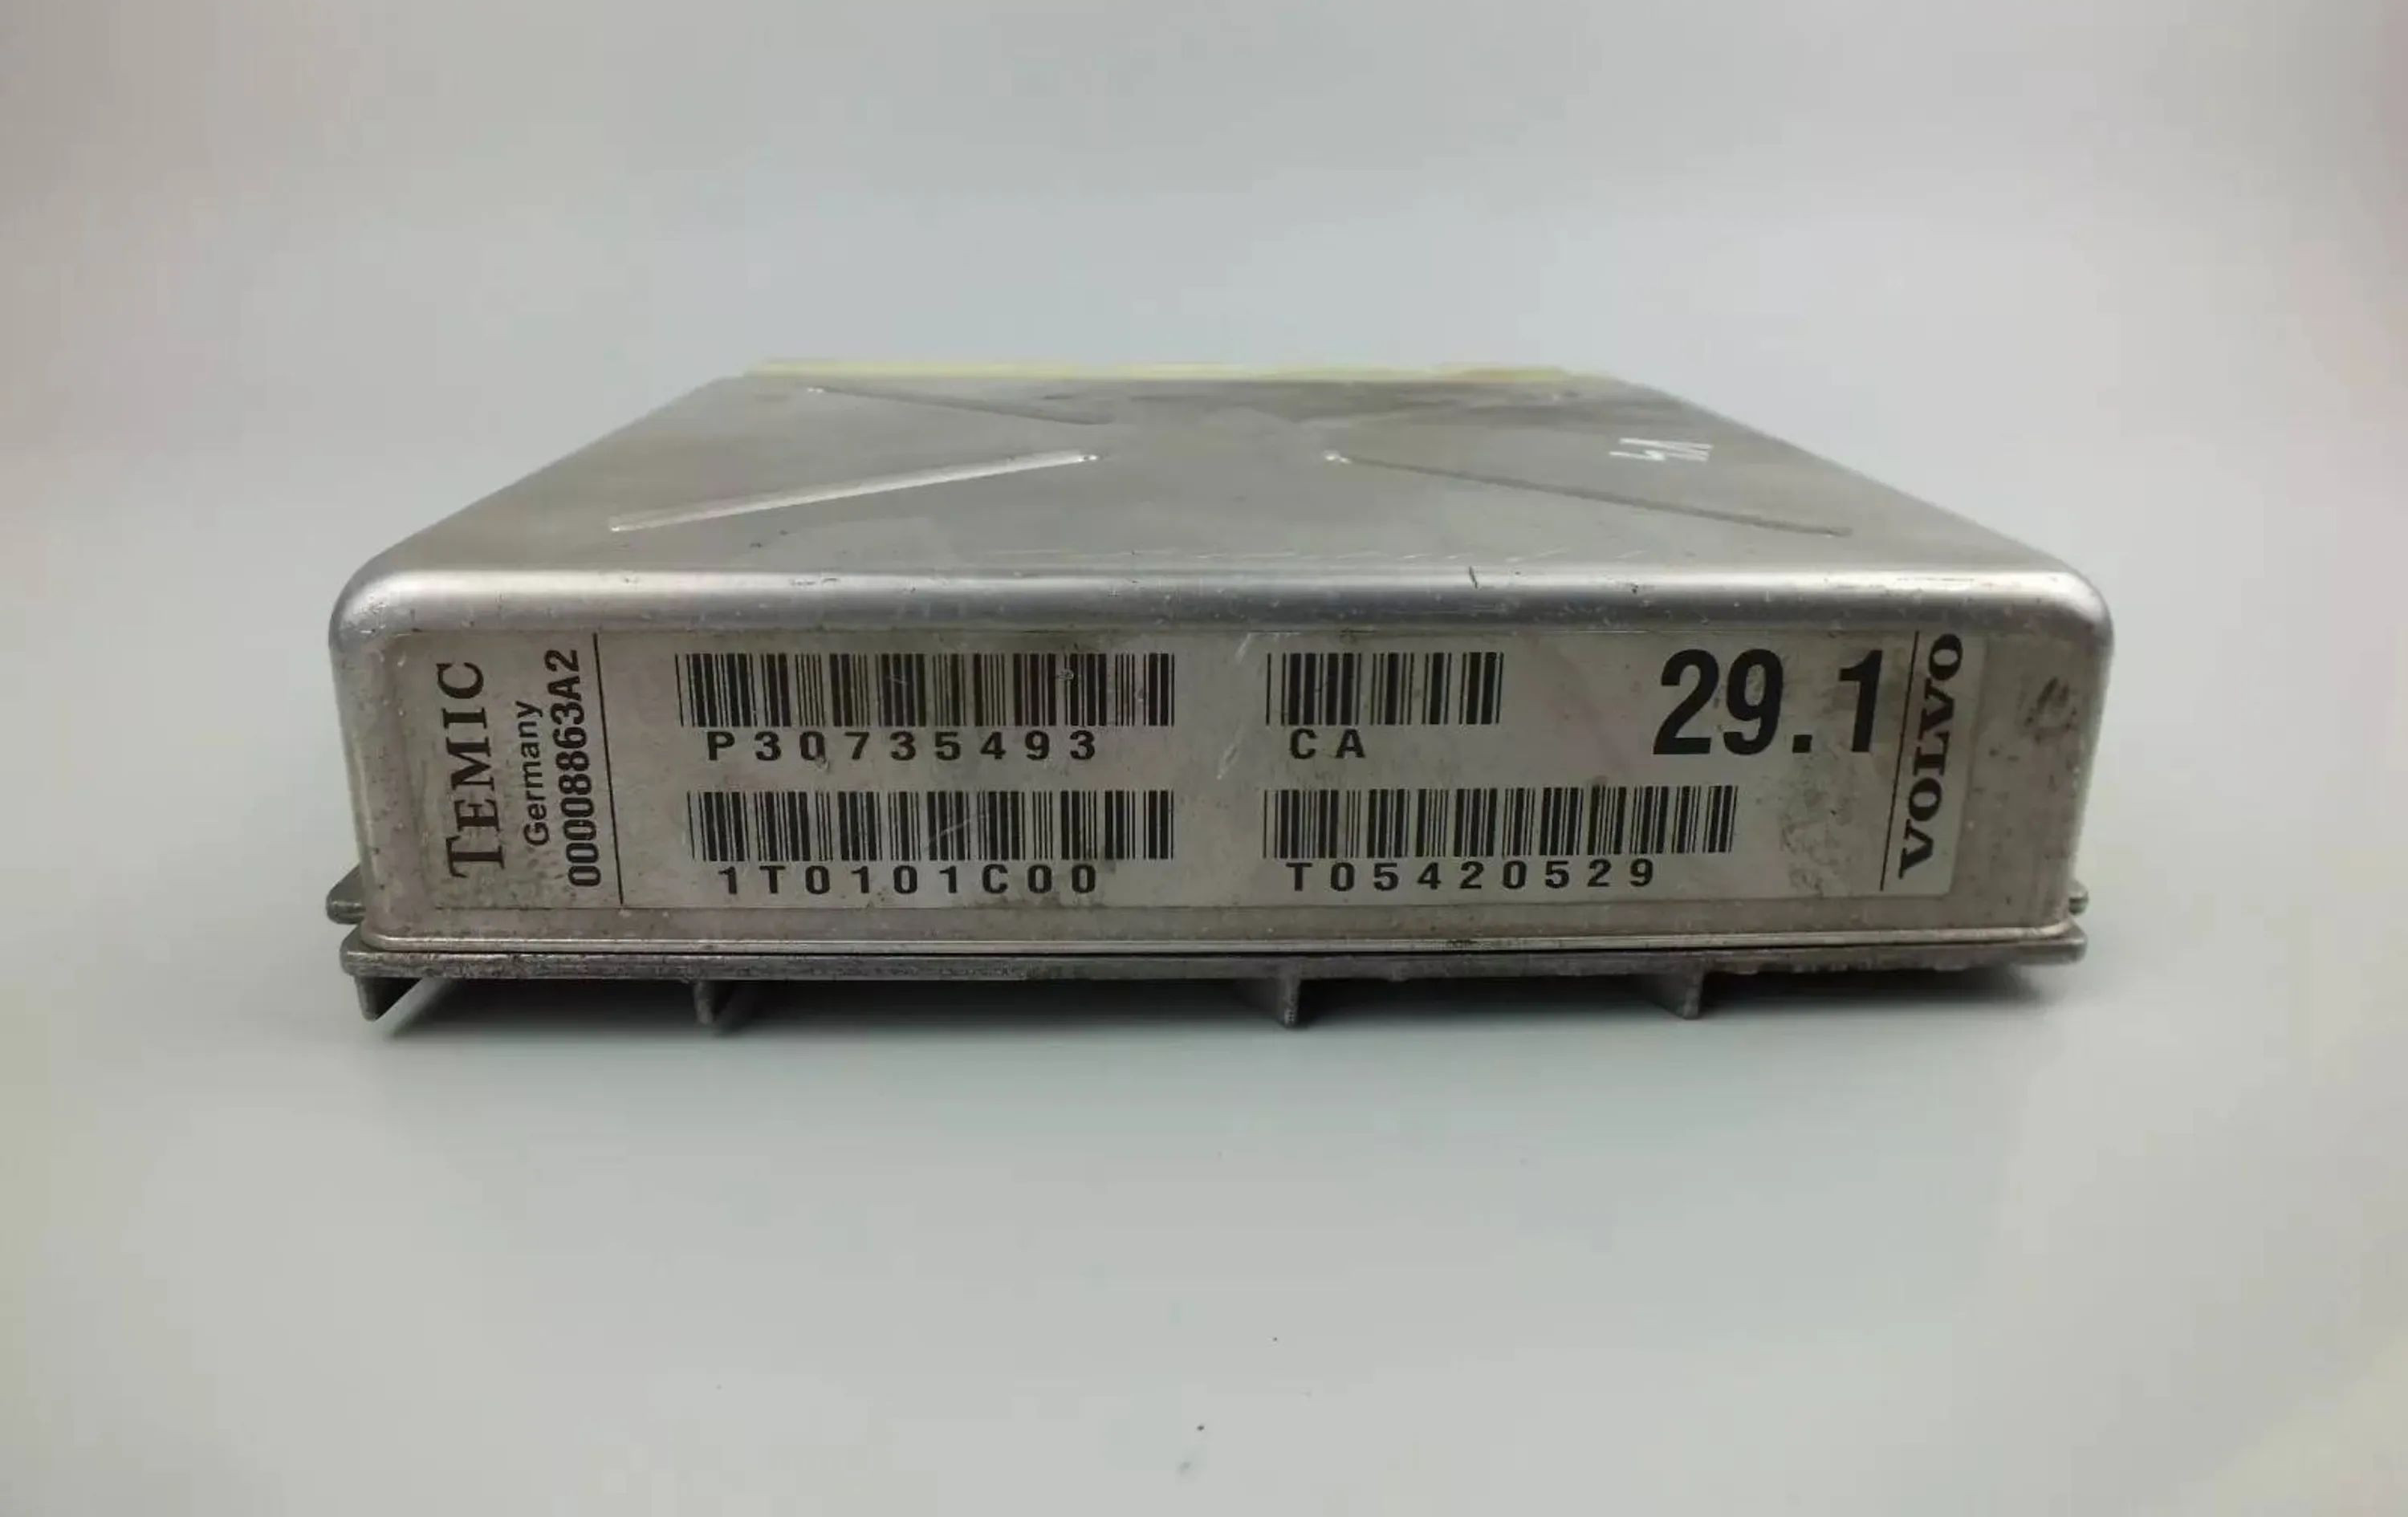 TEMIC
Germany
00008863A2
P30735493
CA
29.1
1T0101C00
T05420529
VOLVO